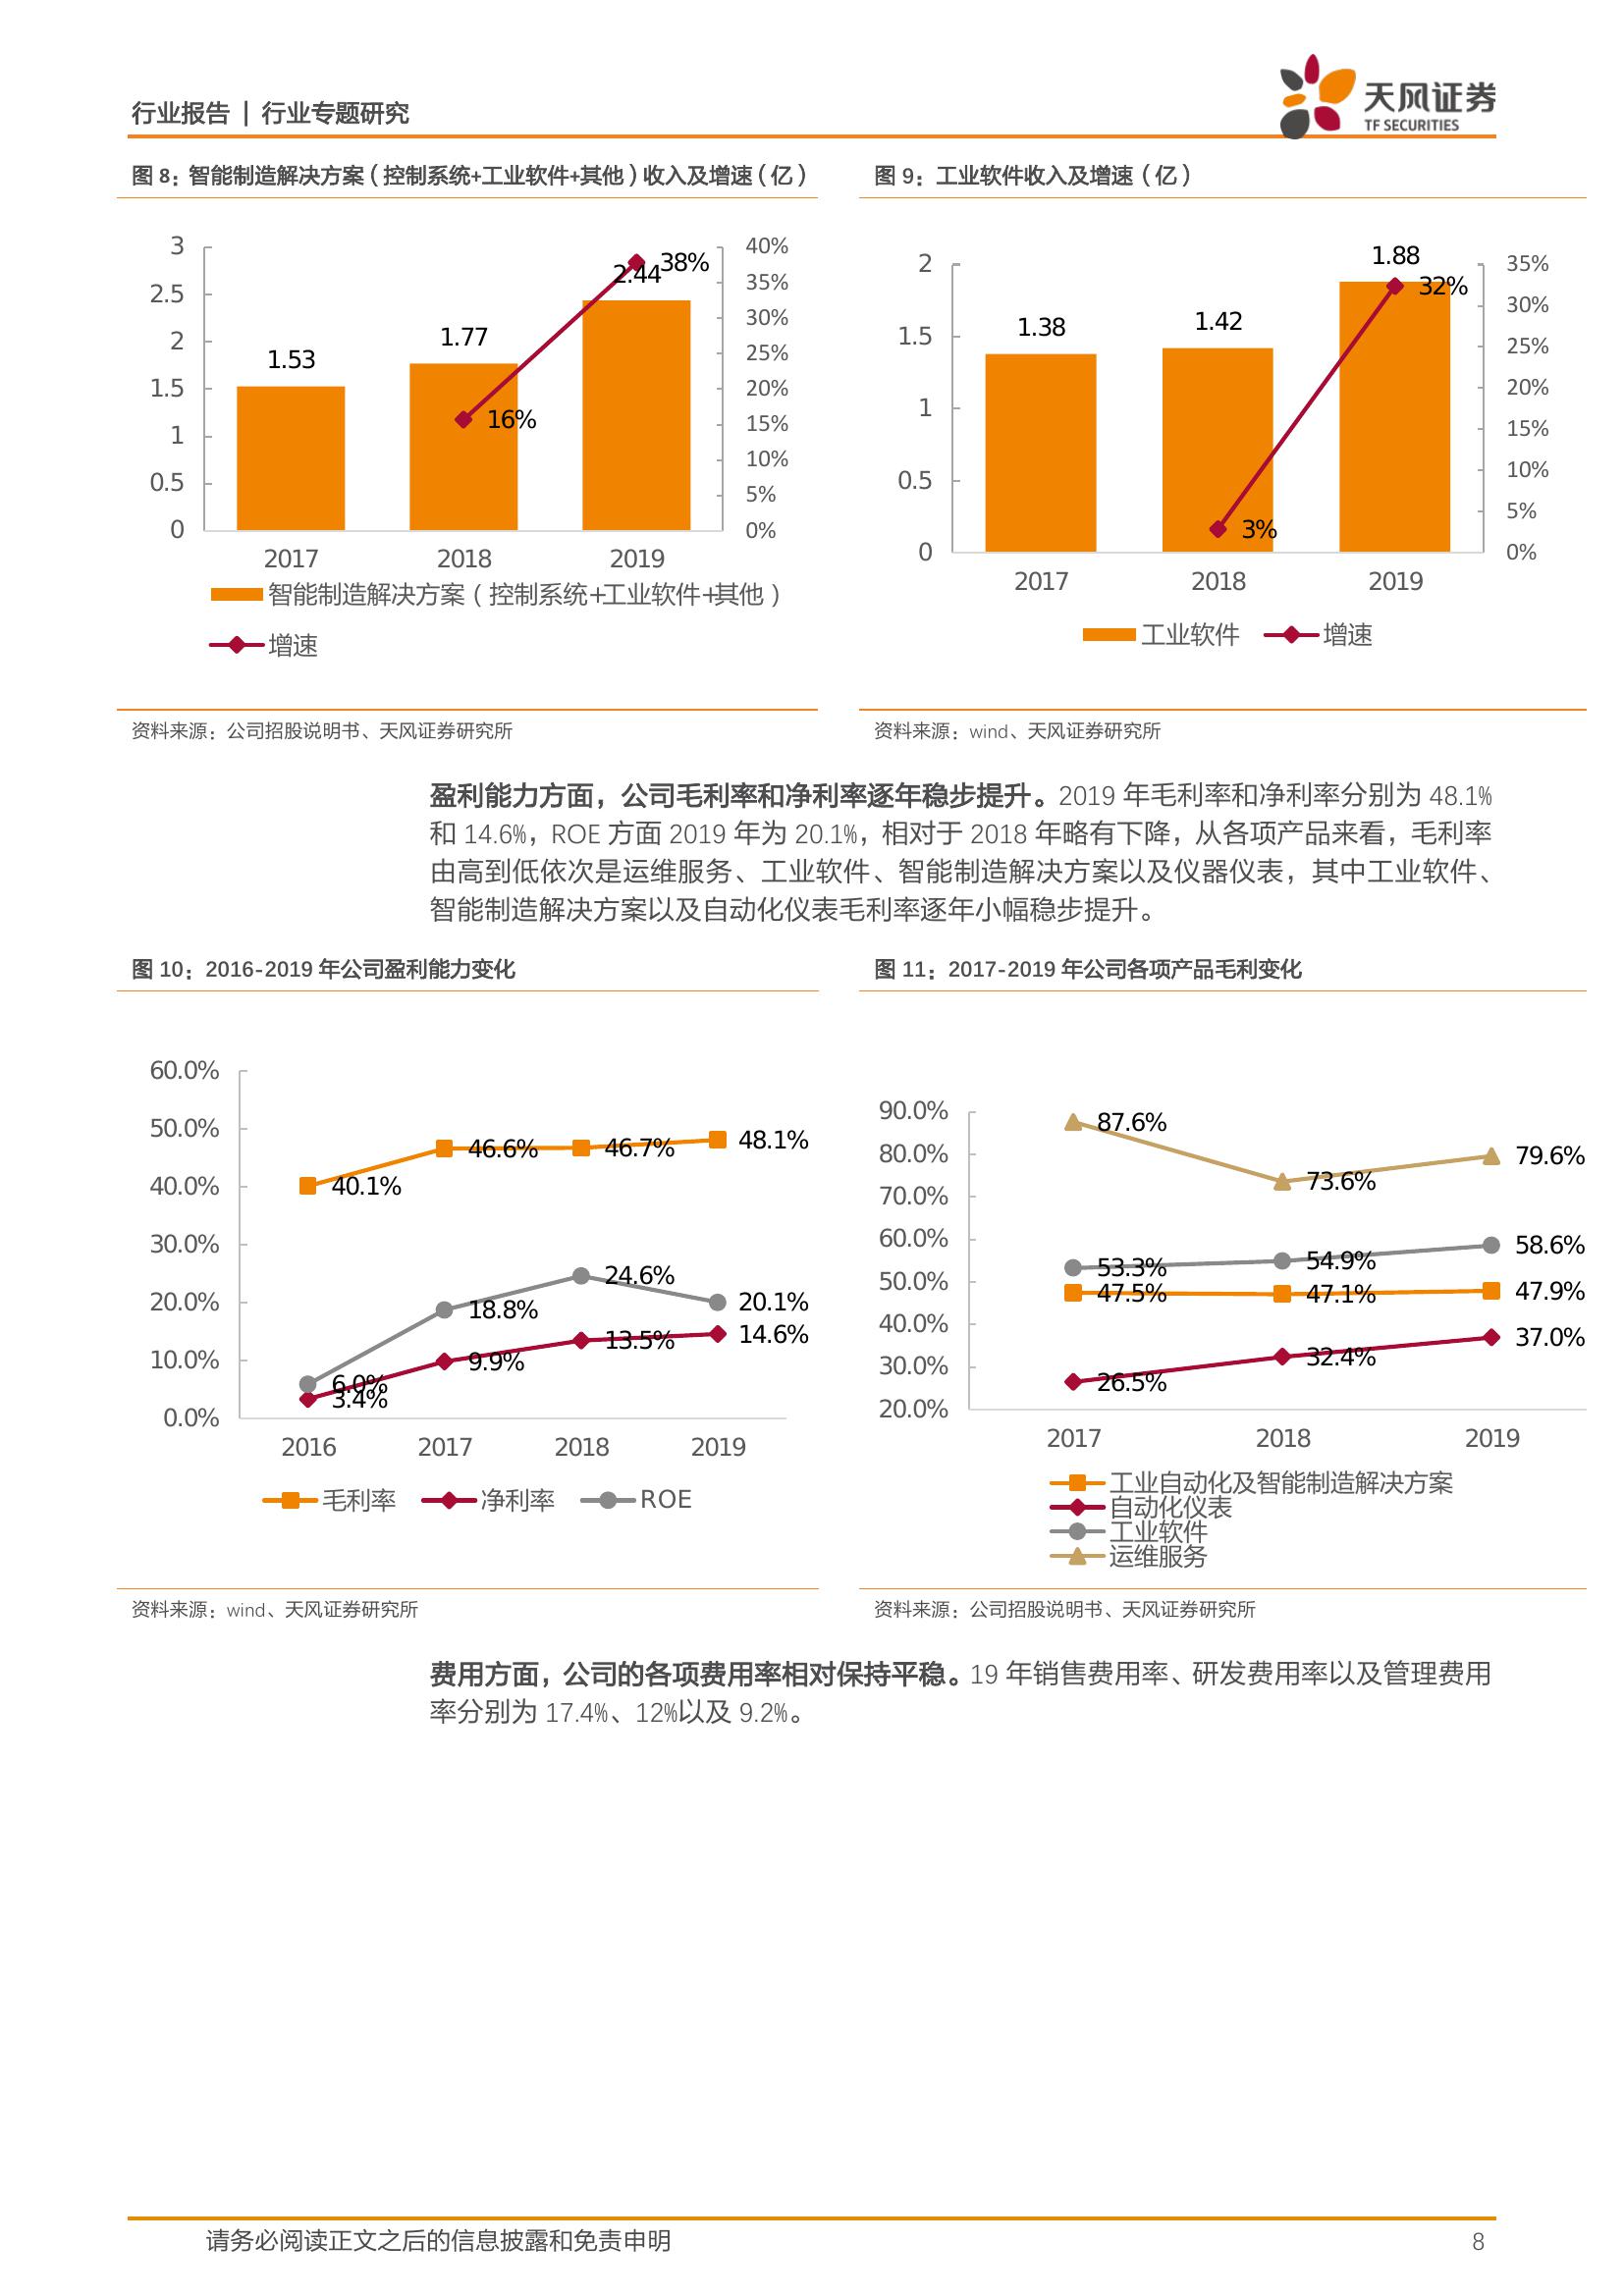 行业报告 | 行业专题研究
天风证券
TF SECURITIES
图 8：智能制造解决方案（控制系统+工业软件+其他）收入及增速（亿）
3
2.5
2
1.5
1
0.5
0
40%
35%
30%
25%
20%
15%
10%
5%
0%
1.53
1.77
2.44
16%
38%
2017 2018 2019
智能制造解决方案（控制系统+工业软件+其他）
增速
资料来源：公司招股说明书、天风证券研究所
图 9：工业软件收入及增速（亿）
2
1.5
1
0.5
0
35%
30%
25%
20%
15%
10%
5%
0%
1.38
1.42
1.88
3%
32%
2017 2018 2019
工业软件 增速
资料来源：wind、天风证券研究所
盈利能力方面，公司毛利率和净利率逐年稳步提升。2019 年毛利率和净利率分别为 48.1%
和 14.6%，ROE 方面 2019 年为 20.1%，相对于 2018 年略有下降，从各项产品来看，毛利率
由高到低依次是运维服务、工业软件、智能制造解决方案以及仪器仪表，其中工业软件、
智能制造解决方案以及自动化仪表毛利率逐年小幅稳步提升。
图 10：2016-2019 年公司盈利能力变化
60.0%
50.0%
40.0%
30.0%
20.0%
10.0%
0.0%
40.1% 46.6% 46.7% 48.1%
6.0% 18.8% 24.6% 20.1%
3.4% 9.9% 13.5% 14.6%
2016 2017 2018 2019
毛利率 净利率 ROE
资料来源：wind、天风证券研究所
图 11：2017-2019 年公司各项产品毛利变化
90.0%
80.0%
70.0%
60.0%
50.0%
40.0%
30.0%
20.0%
87.6% 73.6% 79.6%
53.3% 54.9% 58.6%
47.5% 47.1% 47.9%
26.5% 32.4% 37.0%
2017 2018 2019
工业自动化及智能制造解决方案
自动化仪表
工业软件
运维服务
资料来源：公司招股说明书、天风证券研究所
费用方面，公司的各项费用率相对保持平稳。19 年销售费用率、研发费用率以及管理费用
率分别为 17.4%、12%以及 9.2%。
请务必阅读正文之后的信息披露和免责申明 8